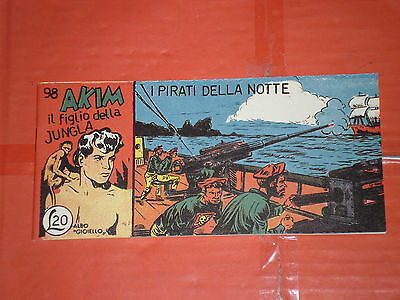 98
AKIM
il figlio della
JUNGLA
£20
ALBO
"GIOIELLO"
I PIRATI DELLA NOTTE